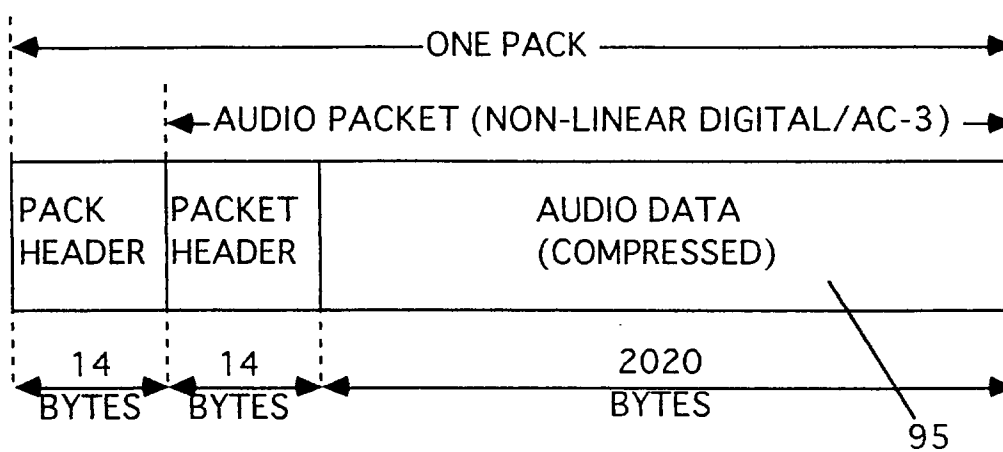 ONE PACK
AUDIO PACKET (NON-LINEAR DIGITAL/AC-3)
PACK
HEADER
PACKET
HEADER
AUDIO DATA
(COMPRESSED)
14
BYTES
14
BYTES
2020
BYTES
95